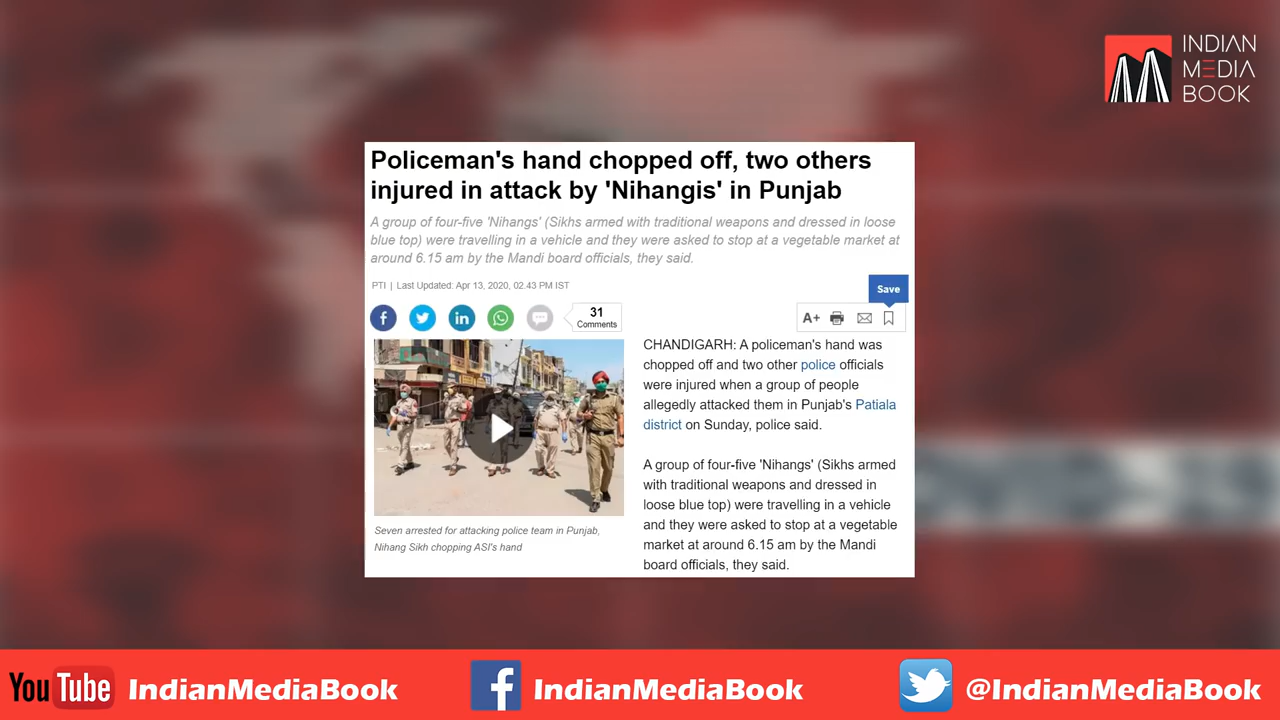 INDIAN
MEDIA
BOOK
Policeman's hand chopped off, two others
injured in attack by 'Nihangis' in Punjab
A group of four-five 'Nihangs' (Sikhs armed with traditional weapons and dressed in loose
blue top) were travelling in a vehicle and they were asked to stop at a vegetable market at
around 6.15 am by the Mandi board officials, they said.
PTI | Last Updated: Apr 13, 2020, 02.43 PM IST
Save
31
Comments
A+
CHANDIGARH: A policeman's hand was
chopped off and two other police officials
were injured when a group of people
allegedly attacked them in Punjab's Patiala
district on Sunday, police said.
A group of four-five 'Nihangs' (Sikhs armed
with traditional weapons and dressed in
loose blue top) were travelling in a vehicle
and they were asked to stop at a vegetable
market at around 6.15 am by the Mandi
board officials, they said.
Seven arrested for attacking police team in Punjab,
Nihang Sikh chopping ASI's hand
YouTube IndianMediaBook
f IndianMediaBook
@IndianMediaBook